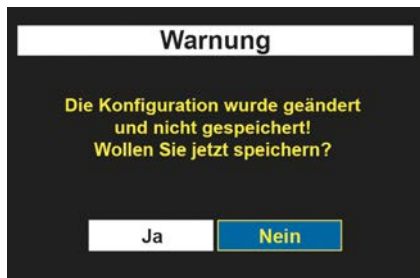 Warnung
Die Konfiguration wurde geändert
und nicht gespeichert!
Wollen Sie jetzt speichern?
Ja Nein